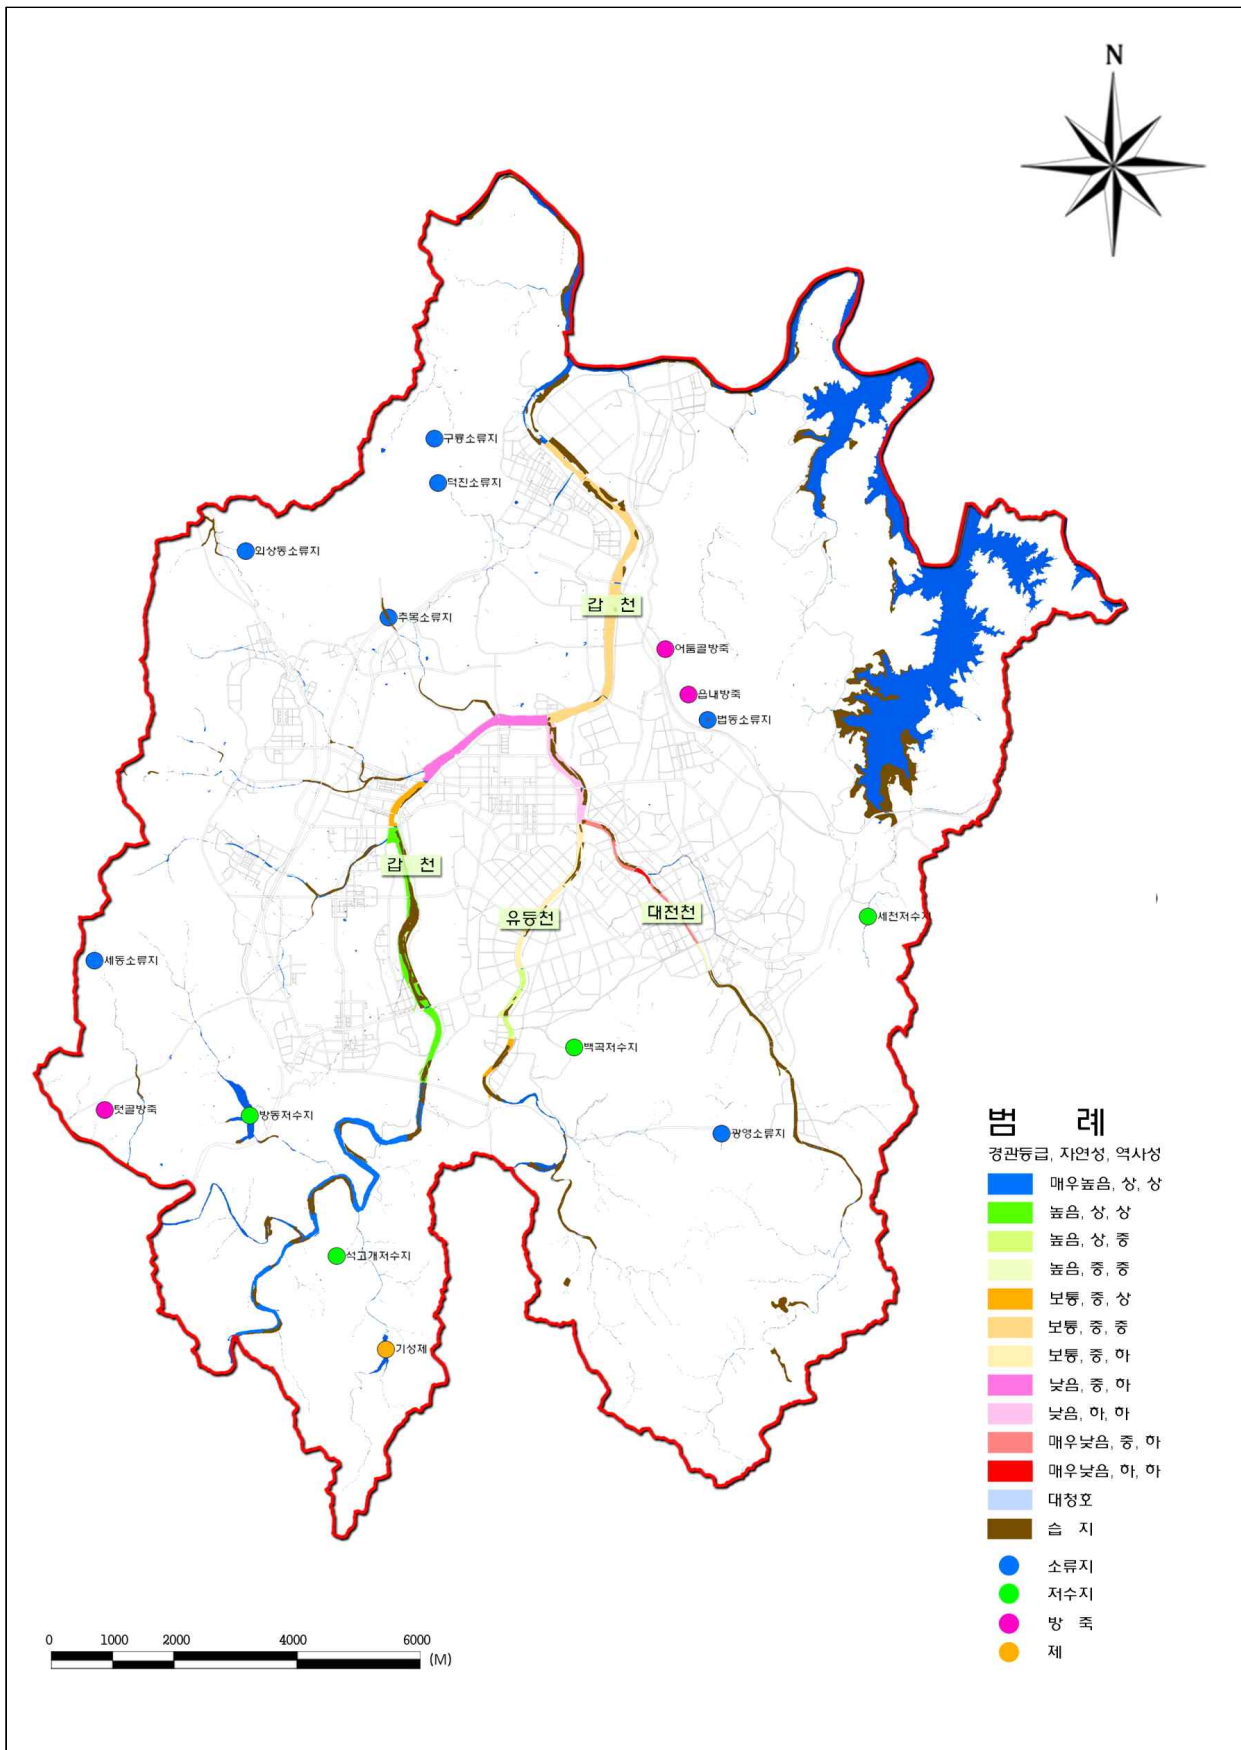 N
구룡소류지
덕진소류지
외상동소류지
추목소류지
갑 천
어둠골방죽
읍내방죽
법동소류지
갑 천
유등천
대전천
세천저수지
세동소류지
백곡저수지
텃골방죽
방동저수지
광영소류지
석고개저수지
기성제
범 례
경관등급, 자연성, 역사성
매우높음, 상, 상
높음, 상, 상
높음, 상, 중
높음, 중, 중
보통, 중, 상
보통, 중, 중
보통, 중, 하
낮음, 중, 하
낮음, 하, 하
매우낮음, 중, 하
매우낮음, 하, 하
대청호
습 지
소류지
저수지
방 죽
제
0 1000 2000 4000 6000
(M)